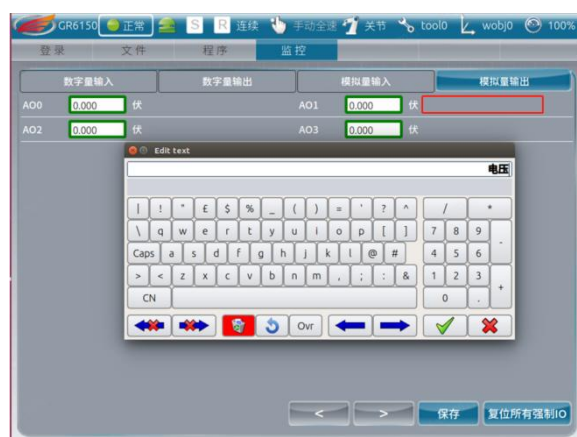 GR6150 正常 S R 连续 手动全速 关节 tool0 wobj0 100%
登录 文件 程序 监控
数字量输入 数字量输出 模拟量输入 模拟量输出
AO0 0.000 伏 AO1 0.000 伏
AO2 0.000 伏 AO3 0.000 伏
Edit text
电压
| ! " £ $ % _ ( ) = ' ? ^ / *
\ q w e r t y u i o p [ ] 7 8 9 -
Caps a s d f g h j k l @ # 4 5 6
> < z x c v b n m , ; : & 1 2 3 +
CN 0 .
Ovr
< > 保存 复位所有强制IO